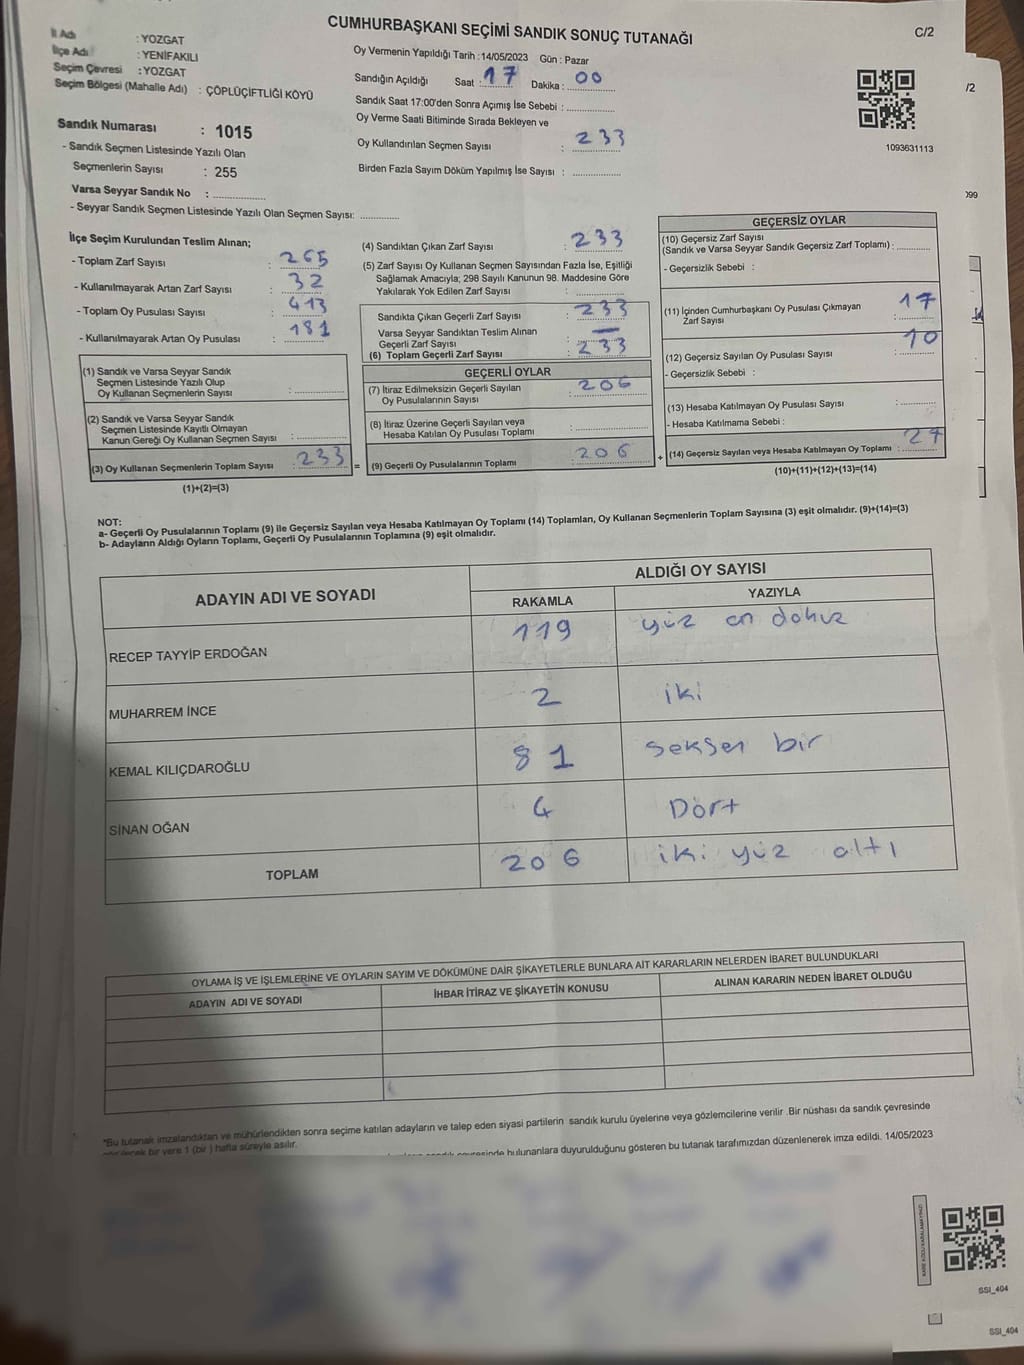 CUMHURBAŞKANI SEÇİMİ SANDIK SONUÇ TUTANAĞI
C/2
İl Adı : YOZGAT
İlçe Adı : YENİFAKILI
Seçim Çevresi : YOZGAT
Seçim Bölgesi (Mahalle Adı) : ÇÖPLÜÇİFTLİĞİ KÖYÜ
Oy Vermenin Yapıldığı Tarih : 14/05/2023 Gün : Pazar
Sandığın Açıldığı Saat : 17 Dakika : 00
Sandık Saat 17:00'den Sonra Açımış İse Sebebi :
Oy Verme Saati Bitiminde Sırada Bekleyen ve
Oy Kullandırılan Seçmen Sayısı : 233
Birden Fazla Sayım Döküm Yapılmış İse Sayısı :
/2
1093631113
Sandık Numarası : 1015
- Sandık Seçmen Listesinde Yazılı Olan
Seçmenlerin Sayısı : 255
Varsa Seyyar Sandık No :
- Seyyar Sandık Seçmen Listesinde Yazılı Olan Seçmen Sayısı:
İlçe Seçim Kurulundan Teslim Alınan;
- Toplam Zarf Sayısı : 265
- Kullanılmayarak Artan Zarf Sayısı : 32
- Toplam Oy Pusulası Sayısı : 413
- Kullanılmayarak Artan Oy Pusulası : 181
(1) Sandık ve Varsa Seyyar Sandık
Seçmen Listesinde Yazılı Olup
Oy Kullanan Seçmenlerin Sayısı :
(2) Sandık ve Varsa Seyyar Sandık
Seçmen Listesinde Kayıtlı Olmayan
Kanun Gereği Oy Kullanan Seçmen Sayısı :
(3) Oy Kullanan Seçmenlerin Toplam Sayısı : 233 =
(1)+(2)=(3)
(4) Sandıktan Çıkan Zarf Sayısı : 233
(5) Zarf Sayısı Oy Kullanan Seçmen Sayısından Fazla İse, Eşitliği
Sağlamak Amacıyla; 298 Sayılı Kanunun 98. Maddesine Göre
Yakılarak Yok Edilen Zarf Sayısı :
Sandıkta Çıkan Geçerli Zarf Sayısı : 233
Varsa Seyyar Sandıktan Teslim Alınan
Geçerli Zarf Sayısı : —
(6) Toplam Geçerli Zarf Sayısı : 233
GEÇERLİ OYLAR
(7) İtiraz Edilmeksizin Geçerli Sayılan
Oy Pusulalarının Sayısı : 206
(8) İtiraz Üzerine Geçerli Sayılan veya
Hesaba Katılan Oy Pusulası Toplamı :
(9) Geçerli Oy Pusulalarının Toplamı : 206 +
GEÇERSİZ OYLAR
(10) Geçersiz Zarf Sayısı
(Sandık ve Varsa Seyyar Sandık Geçersiz Zarf Toplamı) :
- Geçersizlik Sebebi :
(11) İçinden Cumhurbaşkanı Oy Pusulası Çıkmayan
Zarf Sayısı : 17
(12) Geçersiz Sayılan Oy Pusulası Sayısı : 10
- Geçersizlik Sebebi :
(13) Hesaba Katılmayan Oy Pusulası Sayısı :
- Hesaba Katılmama Sebebi :
(14) Geçersiz Sayılan veya Hesaba Katılmayan Oy Toplamı : 27
(10)+(11)+(12)+(13)=(14)
NOT:
a- Geçerli Oy Pusulalarının Toplamı (9) ile Geçersiz Sayılan veya Hesaba Katılmayan Oy Toplamı (14) Toplamları, Oy Kullanan Seçmenlerin Toplam Sayısına (3) eşit olmalıdır. (9)+(14)=(3)
b- Adayların Aldığı Oyların Toplamı, Geçerli Oy Pusulalarının Toplamına (9) eşit olmalıdır.
ADAYIN ADI VE SOYADI
ALDIĞI OY SAYISI
RAKAMLA YAZIYLA
RECEP TAYYİP ERDOĞAN 119 yüz on dokuz
MUHARREM İNCE 2 iki
KEMAL KILIÇDAROĞLU 81 seksen bir
SİNAN OĞAN 4 Dört
TOPLAM 206 iki yüz altı
OYLAMA İŞ VE İŞLEMLERİNE VE OYLARIN SAYIM VE DÖKÜMÜNE DAİR ŞİKAYETLERLE BUNLARA AİT KARARLARIN NELERDEN İBARET BULUNDUKLARI
ADAYIN ADI VE SOYADI İHBAR İTİRAZ VE ŞİKAYETİN KONUSU ALINAN KARARIN NEDEN İBARET OLDUĞU
*Bu tutanak imzalandıktan ve mühürlendikten sonra seçime katılan adayların ve talep eden siyasi partilerin sandık kurulu üyelerine veya gözlemcilerine verilir .Bir nüshası da sandık çevresinde
bir yere 1 (bir ) hafta süreyle asılır.
bulunanlara duyurulduğunu gösteren bu tutanak tarafımızdan düzenlenerek imza edildi. 14/05/2023
SSI_404
SSI_404